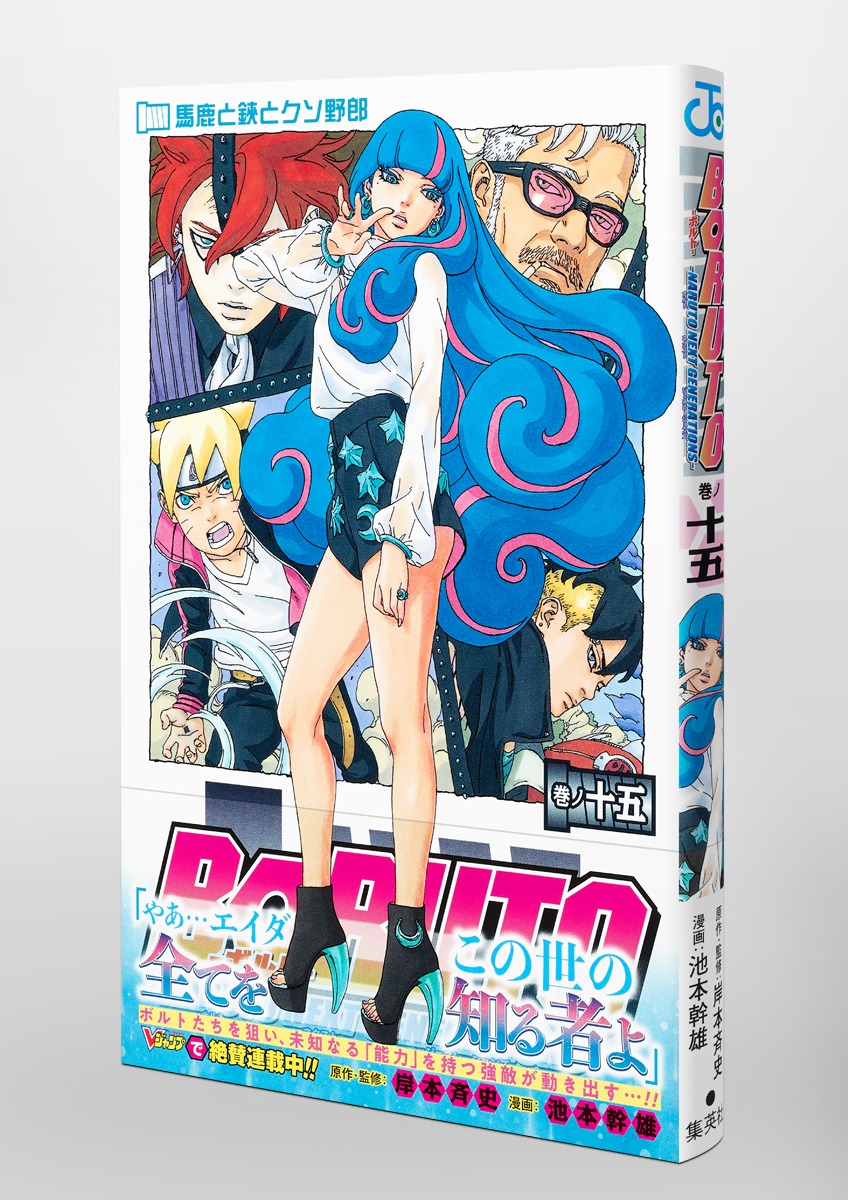 馬鹿と鋏とクソ野郎
巻ノ十五
BORUTO
「やあ…エイダ
この世の
全てを
知る者よ」
ボルトたちを狙い、未知なる「能力」を持つ強敵が動き出す…!!
Vジャンプで絶賛連載中!!
原作・監修:岸本斉史
漫画:池本幹雄
BORUTO
-ボルト-
-NARUTO NEXT GENERATIONS-
巻ノ
十五
原作・監修:岸本斉史
漫画:池本幹雄
集英社